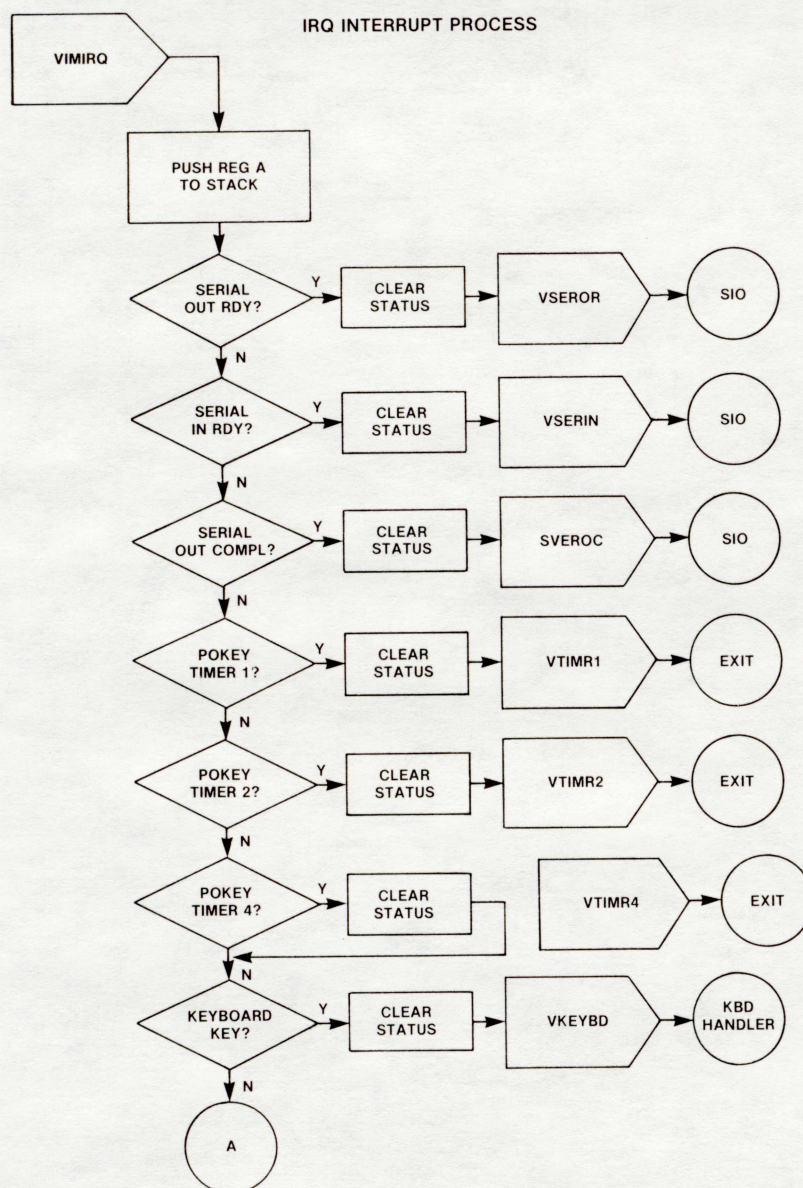 IRQ INTERRUPT PROCESS
VIMIRQ
PUSH REG A
TO STACK
SERIAL
OUT RDY?
Y
CLEAR
STATUS
VSEROR
SIO
N
SERIAL
IN RDY?
Y
CLEAR
STATUS
VSERIN
SIO
N
SERIAL
OUT COMPL?
Y
CLEAR
STATUS
SVEROC
SIO
N
POKEY
TIMER 1?
Y
CLEAR
STATUS
VTIMR1
EXIT
N
POKEY
TIMER 2?
Y
CLEAR
STATUS
VTIMR2
EXIT
N
POKEY
TIMER 4?
Y
CLEAR
STATUS
VTIMR4
EXIT
N
KEYBOARD
KEY?
Y
CLEAR
STATUS
VKEYBD
KBD
HANDLER
N
A